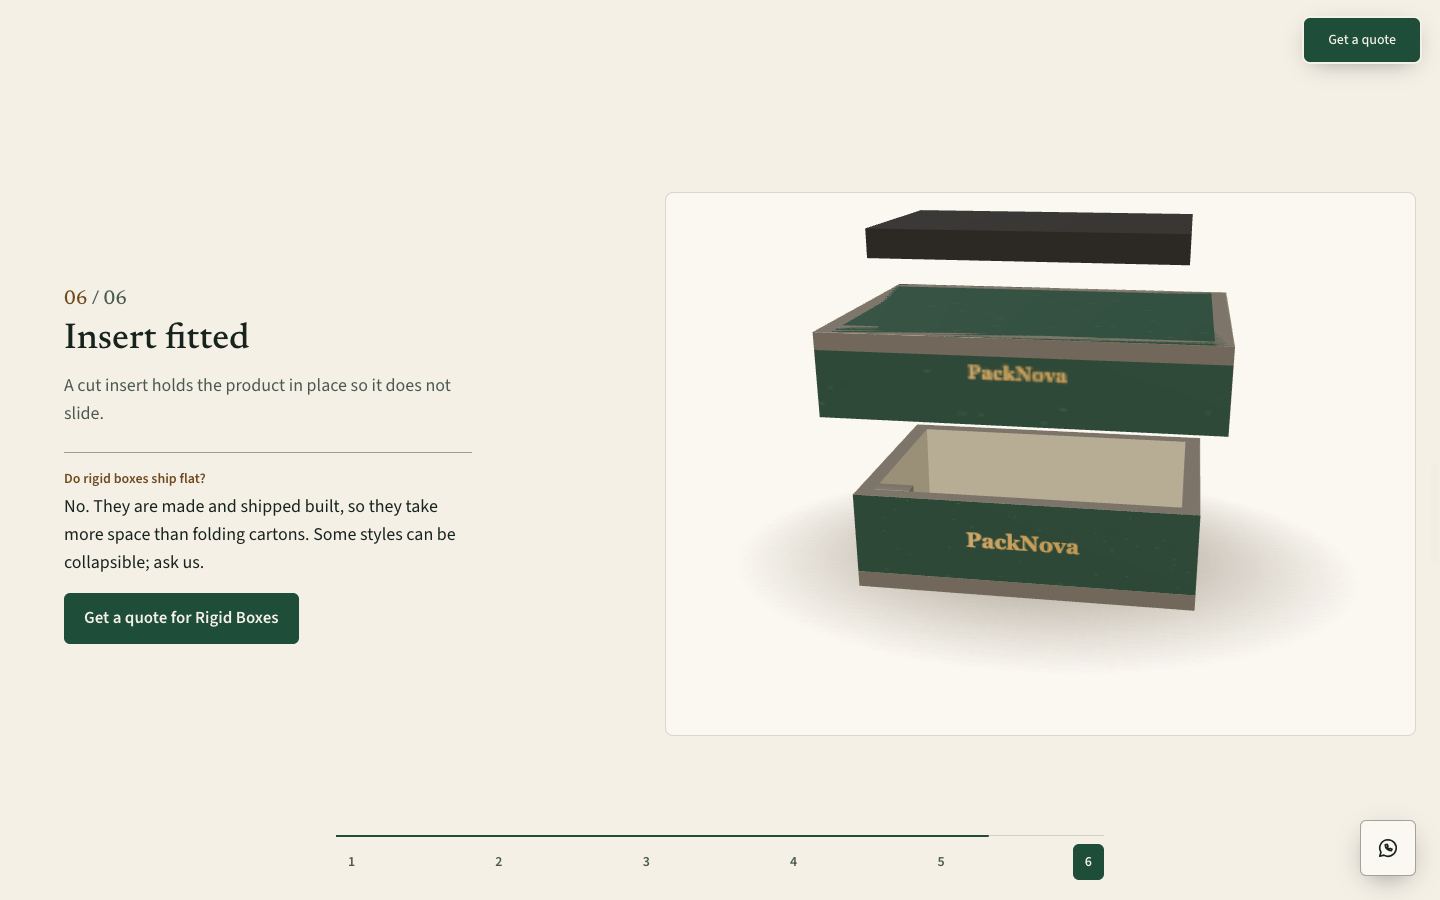 Get a quote
06 / 06
Insert fitted
A cut insert holds the product in place so it does not
slide.
Do rigid boxes ship flat?
No. They are made and shipped built, so they take
more space than folding cartons. Some styles can be
collapsible; ask us.
Get a quote for Rigid Boxes
PackNova
PackNova
1 2 3 4 5 6